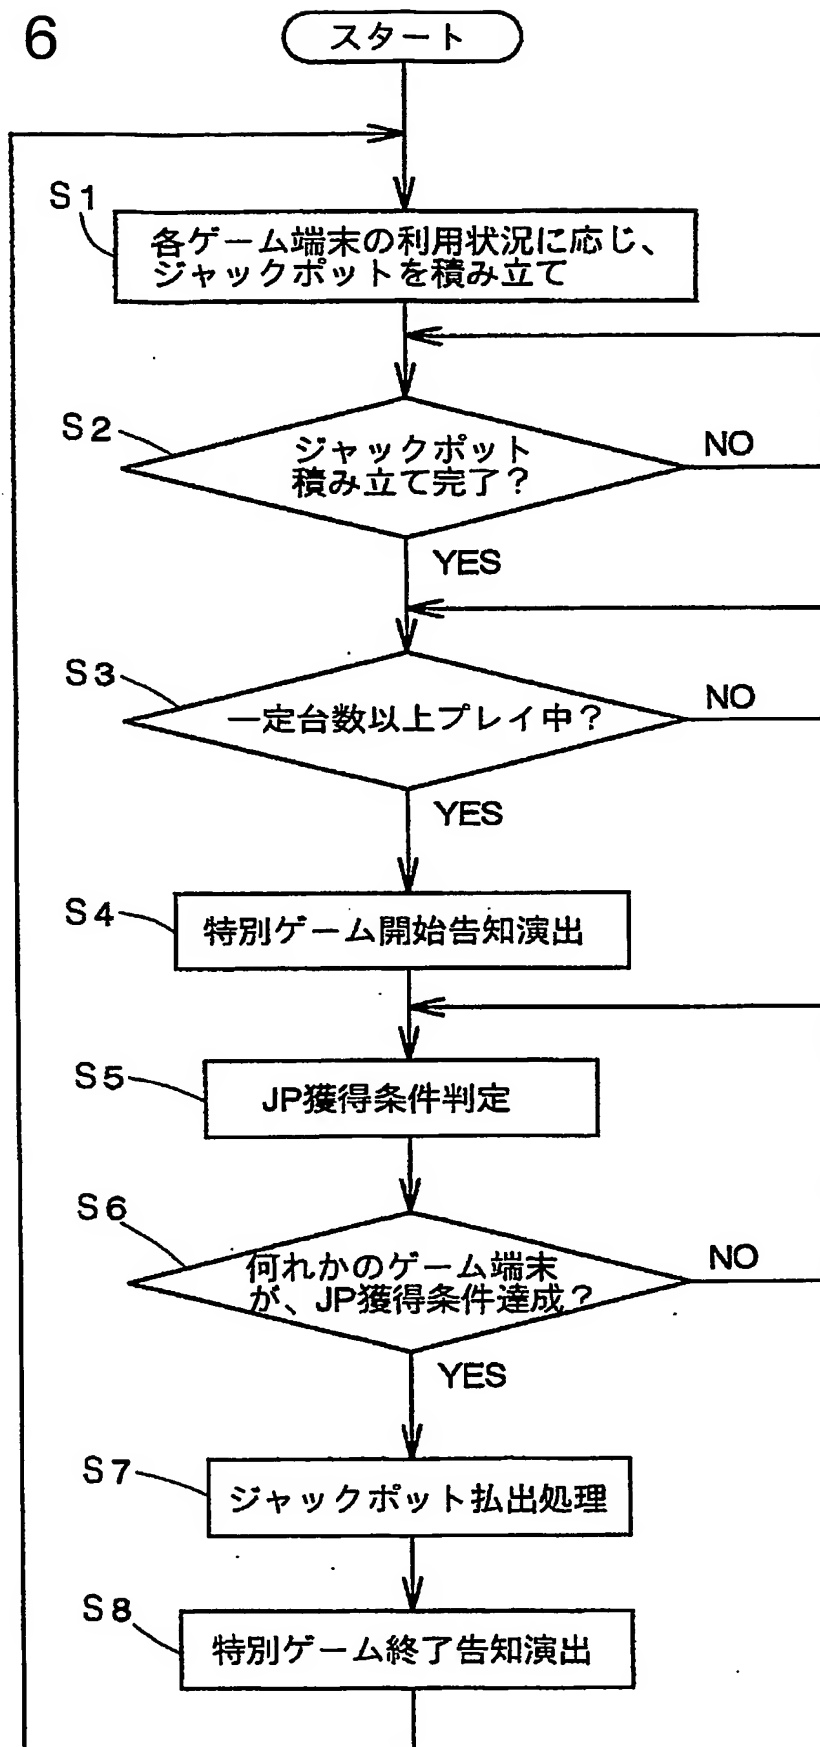 6
スタート
S1
各ゲーム端末の利用状況に応じ、
ジャックポットを積み立て
S2
ジャックポット
積み立て完了？
NO
YES
S3
一定台数以上プレイ中？
NO
YES
S4
特別ゲーム開始告知演出
S5
JP獲得条件判定
S6
何れかのゲーム端末
が、JP獲得条件達成？
NO
YES
S7
ジャックポット払出処理
S8
特別ゲーム終了告知演出